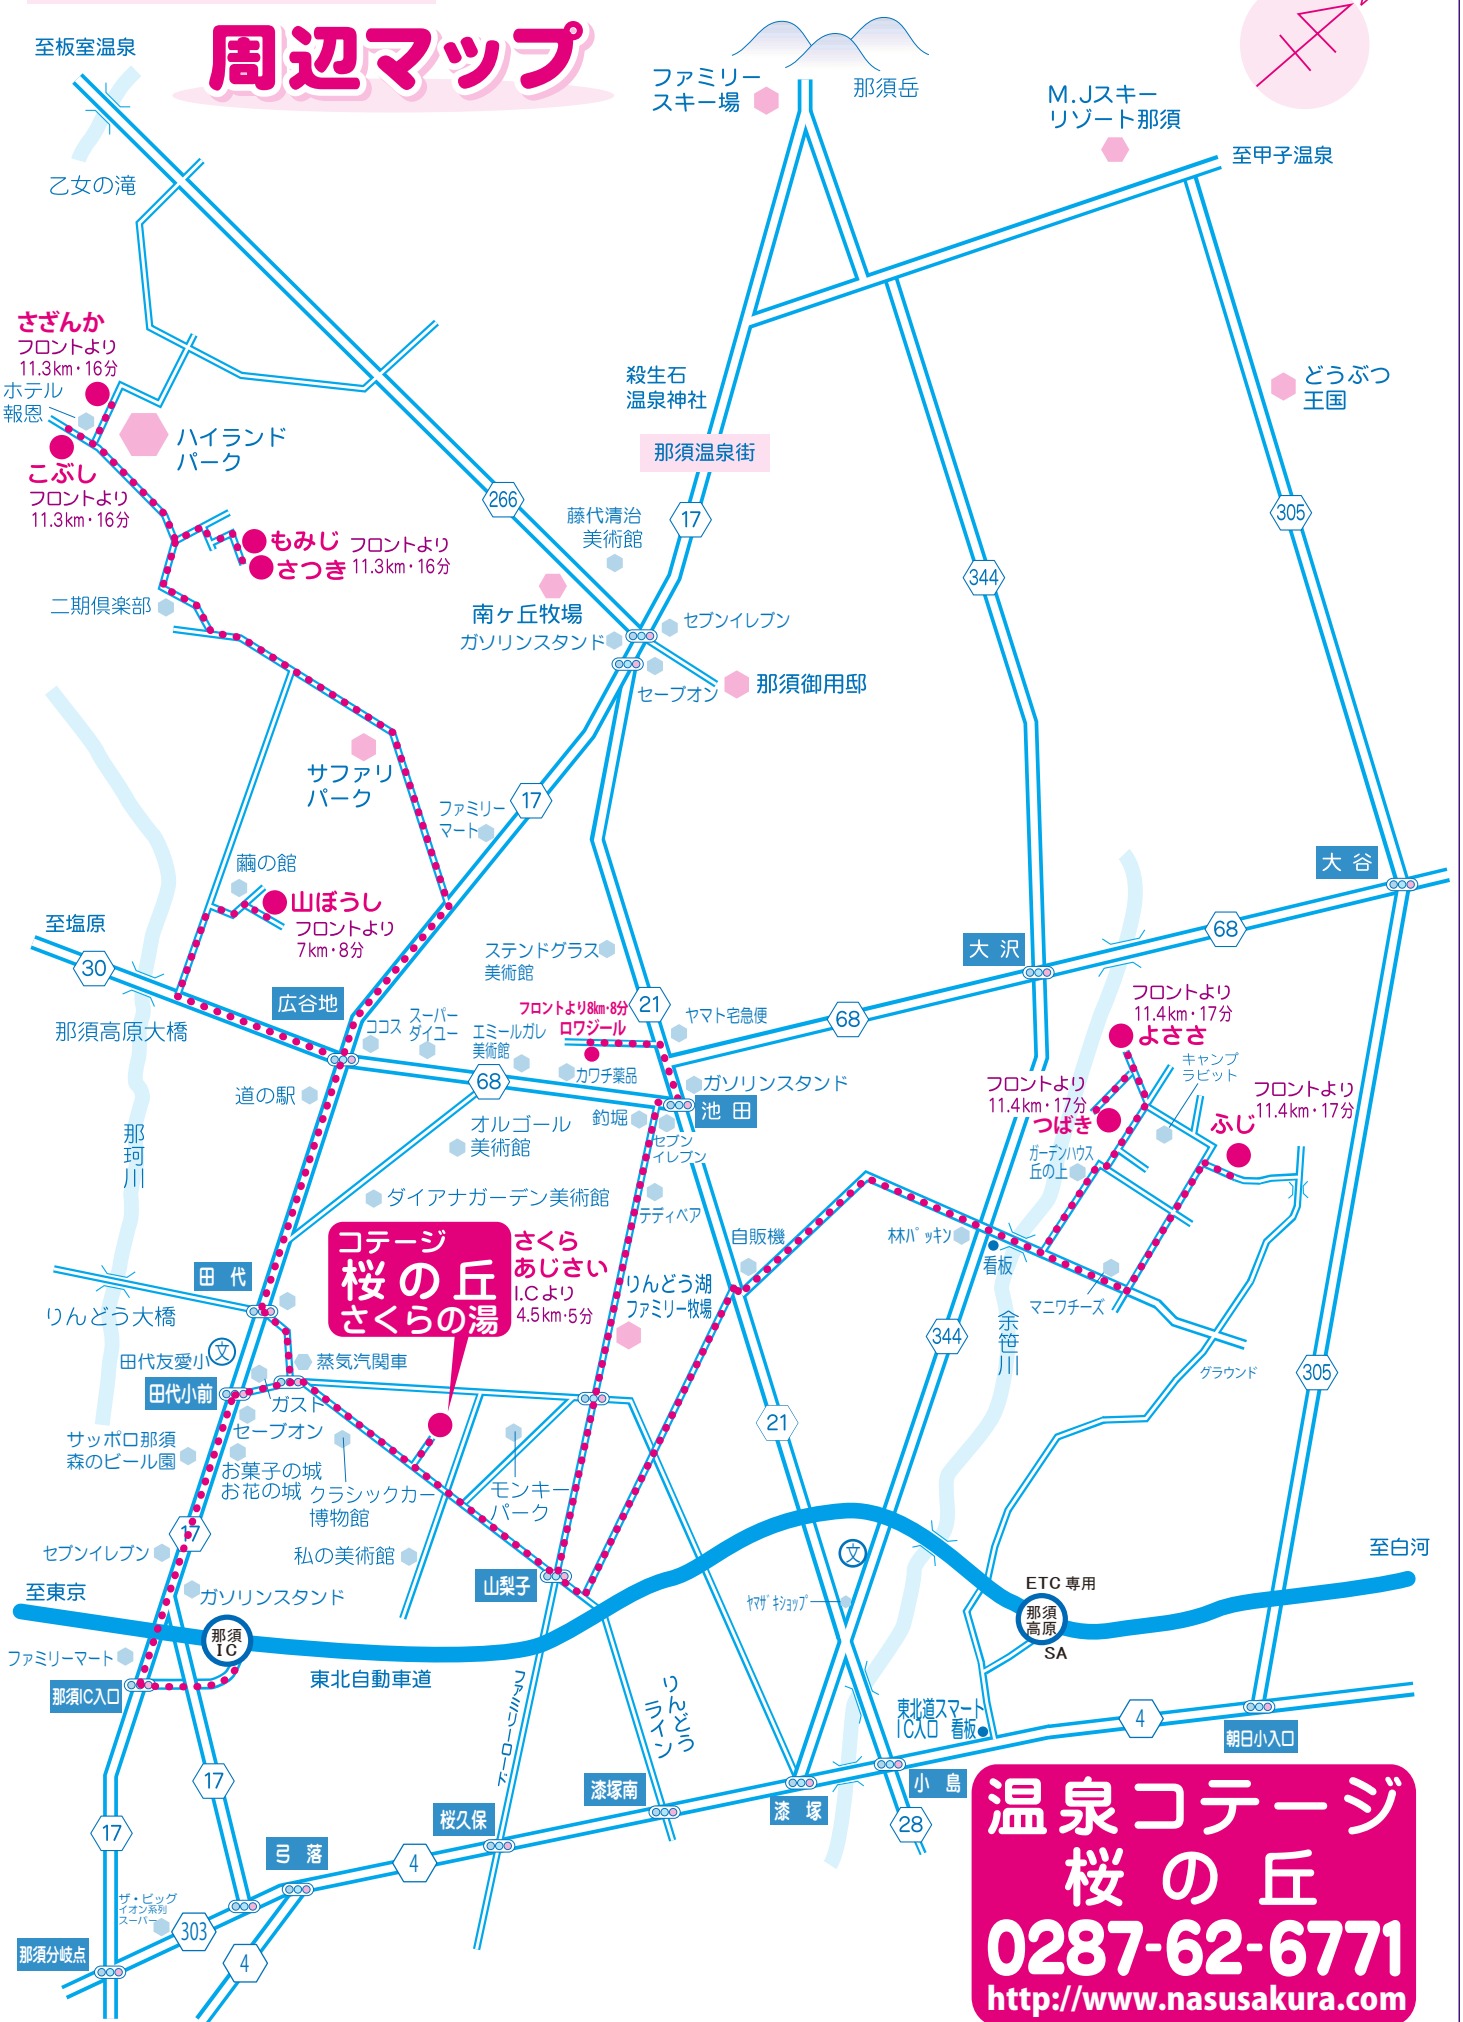 周辺マップ
至板室温泉
乙女の滝
ファミリー
スキー場
那須岳
M.Jスキー
リゾート那須
至甲子温泉
さざんか
フロントより
11.3km・16分
ホテル
報恩
こぶし
フロントより
11.3km・16分
ハイランド
パーク
もみじ
フロントより
さつき
11.3km・16分
二期倶楽部
殺生石
温泉神社
那須温泉街
どうぶつ
王国
266
17
344
305
藤代清治
美術館
南ヶ丘牧場
ガソリンスタンド
セブンイレブン
セーブオン
那須御用邸
サファリ
パーク
ファミリー
マート
17
繭の館
山ぼうし
フロントより
7km・8分
至塩原
30
広谷地
那須高原大橋
ステンドグラス
美術館
フロントより8km・8分
ロワジール
21
ヤマト宅急便
68
大沢
68
大谷
ココス
スーパー
ダイユー
エミールガレ
美術館
カワチ薬品
68
ガソリンスタンド
池田
道の駅
オルゴール
美術館
釣堀
セブン
イレブン
ダイアナガーデン美術館
テディベア
フロントより
11.4km・17分
よささ
キャンプ
ラビット
フロントより
11.4km・17分
つばき
フロントより
11.4km・17分
ふじ
ガーデンハウス
丘の上
那珂川
コテージ
桜の丘
さくらの湯
さくら
あじさい
I.Cより
4.5km・5分
りんどう湖
ファミリー牧場
自販機
林パッキン
看板
マニワチーズ
余笹川
田代
りんどう大橋
文
田代友愛小
田代小前
蒸気汽関車
ガスト
セーブオン
サッポロ那須
森のビール園
お菓子の城
お花の城
クラシックカー
博物館
モンキー
パーク
344
グラウンド
305
21
17
セブンイレブン
私の美術館
山梨子
文
至白河
至東京
ガソリンスタンド
那須
IC
ヤマザキショップ
ETC専用
那須
高原
SA
ファミリーマート
那須IC入口
東北自動車道
ファミリーロード
りんどう
ライン
東北道スマート
IC入口 看板
4
朝日小入口
17
17
漆塚南
漆塚
小島
28
桜久保
弓落
4
ザ・ビッグ
イオン系列
スーパー
303
4
那須分岐点
温泉コテージ
桜の丘
0287-62-6771
http://www.nasusakura.com